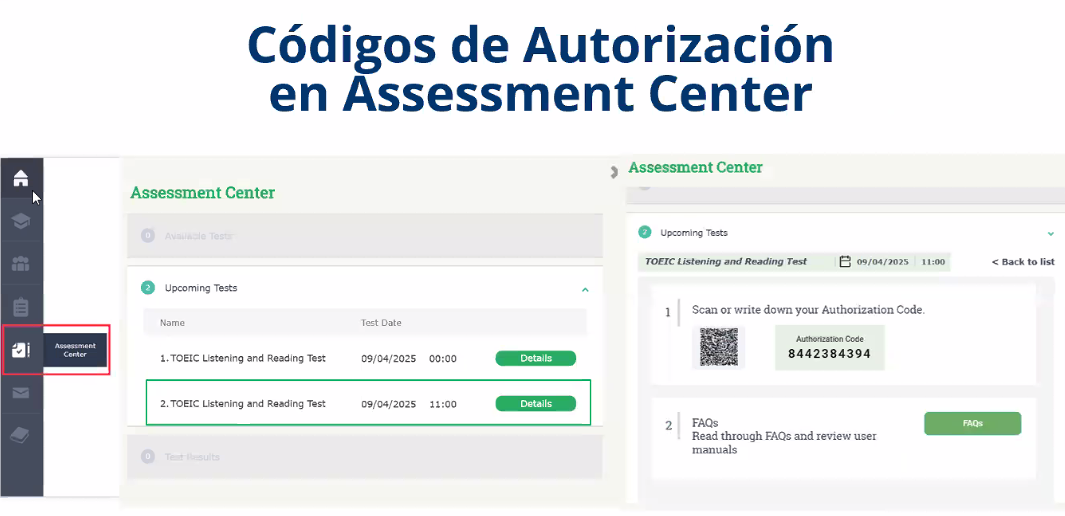 Códigos de Autorización
en Assessment Center
Assessment
Center
Assessment Center
0 Available Tests
2 Upcoming Tests
Name Test Date
1. TOEIC Listening and Reading Test 09/04/2025 00:00 Details
2. TOEIC Listening and Reading Test 09/04/2025 11:00 Details
0 Test Results
Assessment Center
2 Upcoming Tests
TOEIC Listening and Reading Test 09/04/2025 11:00 < Back to list
1 Scan or write down your Authorization Code.
Authorization Code
8442384394
2 FAQs
Read through FAQs and review user
manuals
FAQs